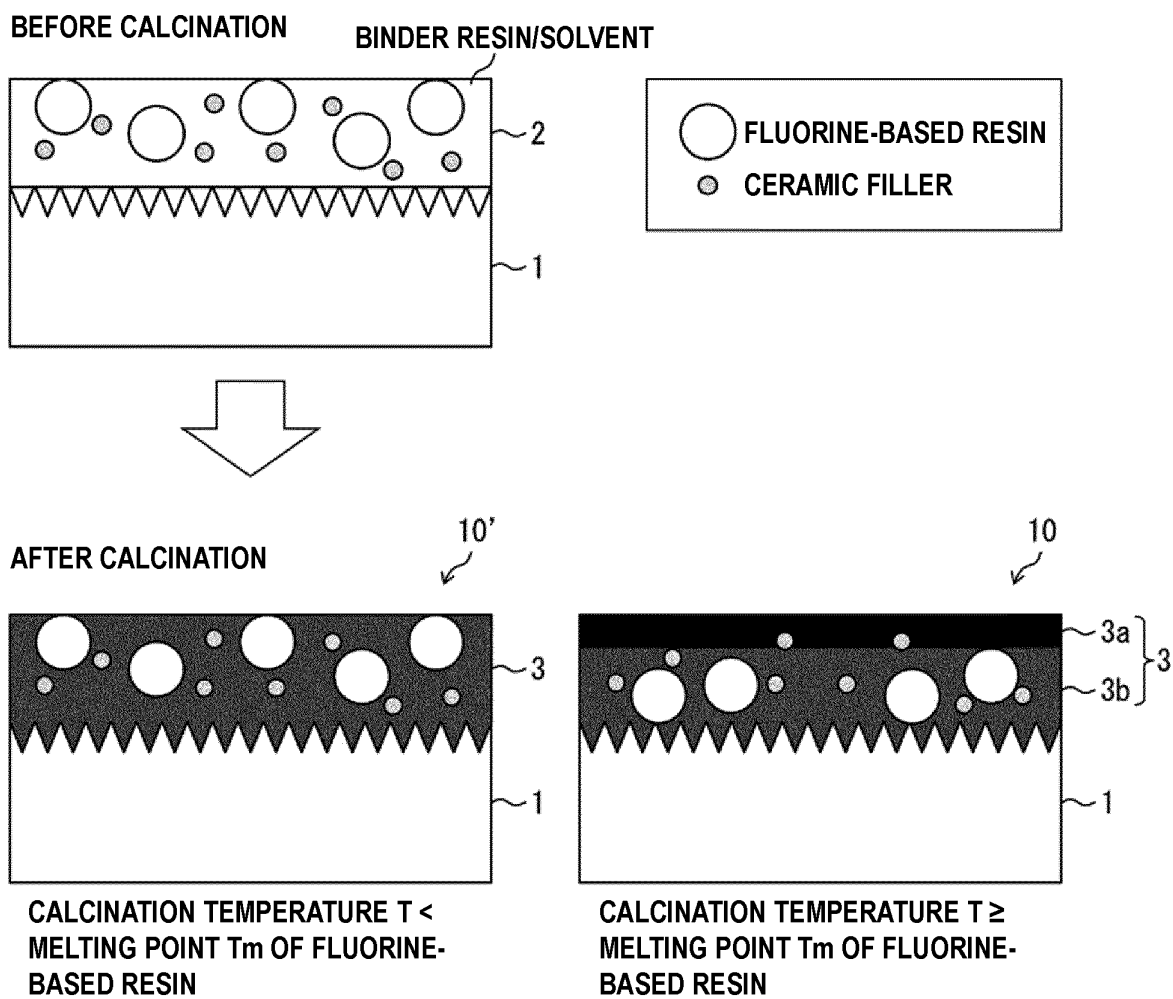 BEFORE CALCINATION
BINDER RESIN/SOLVENT
2
1
FLUORINE-BASED RESIN
CERAMIC FILLER
AFTER CALCINATION
10'
3
1
CALCINATION TEMPERATURE T <
MELTING POINT Tm OF FLUORINE-
BASED RESIN
10
3a
3b
3
1
CALCINATION TEMPERATURE T ≥
MELTING POINT Tm OF FLUORINE-
BASED RESIN